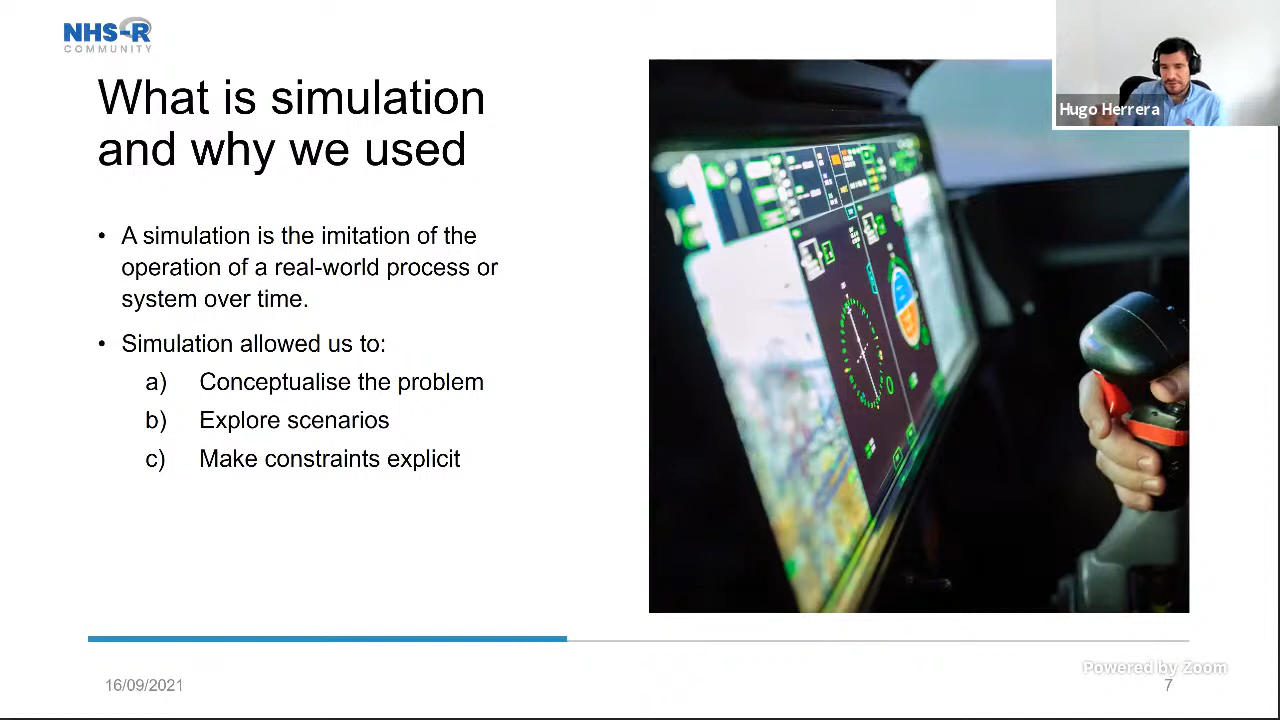 NHS-R
COMMUNITY
Hugo Herrera
What is simulation
and why we used
• A simulation is the imitation of the
operation of a real-world process or
system over time.
• Simulation allowed us to:
a) Conceptualise the problem
b) Explore scenarios
c) Make constraints explicit
Powered by Zoom
16/09/2021
7